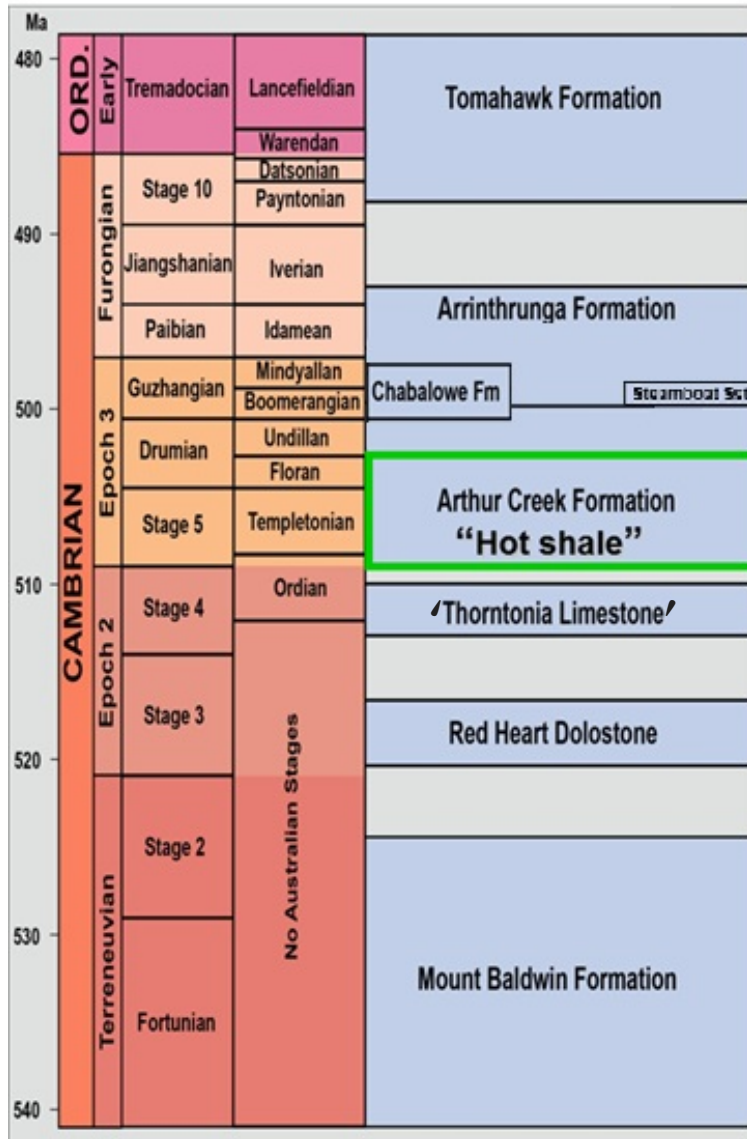 Ma
480
490
500
510
520
530
540
ORD.
CAMBRIAN
Early
Furongian
Epoch 3
Epoch 2
Terreneuvian
Tremadocian
Stage 10
Jiangshanian
Paibian
Guzhangian
Drumian
Stage 5
Stage 4
Stage 3
Stage 2
Fortunian
Lancefieldian
Warendan
Datsonian
Payntonian
Iverian
Idamean
Mindyallan
Boomerangian
Undillan
Floran
Templetonian
Ordian
No Australian Stages
Tomahawk Formation
Arrinthrunga Formation
Chabalowe Fm
Steamboat Sst
Arthur Creek Formation
“Hot shale”
‘Thorntonia Limestone’
Red Heart Dolostone
Mount Baldwin Formation